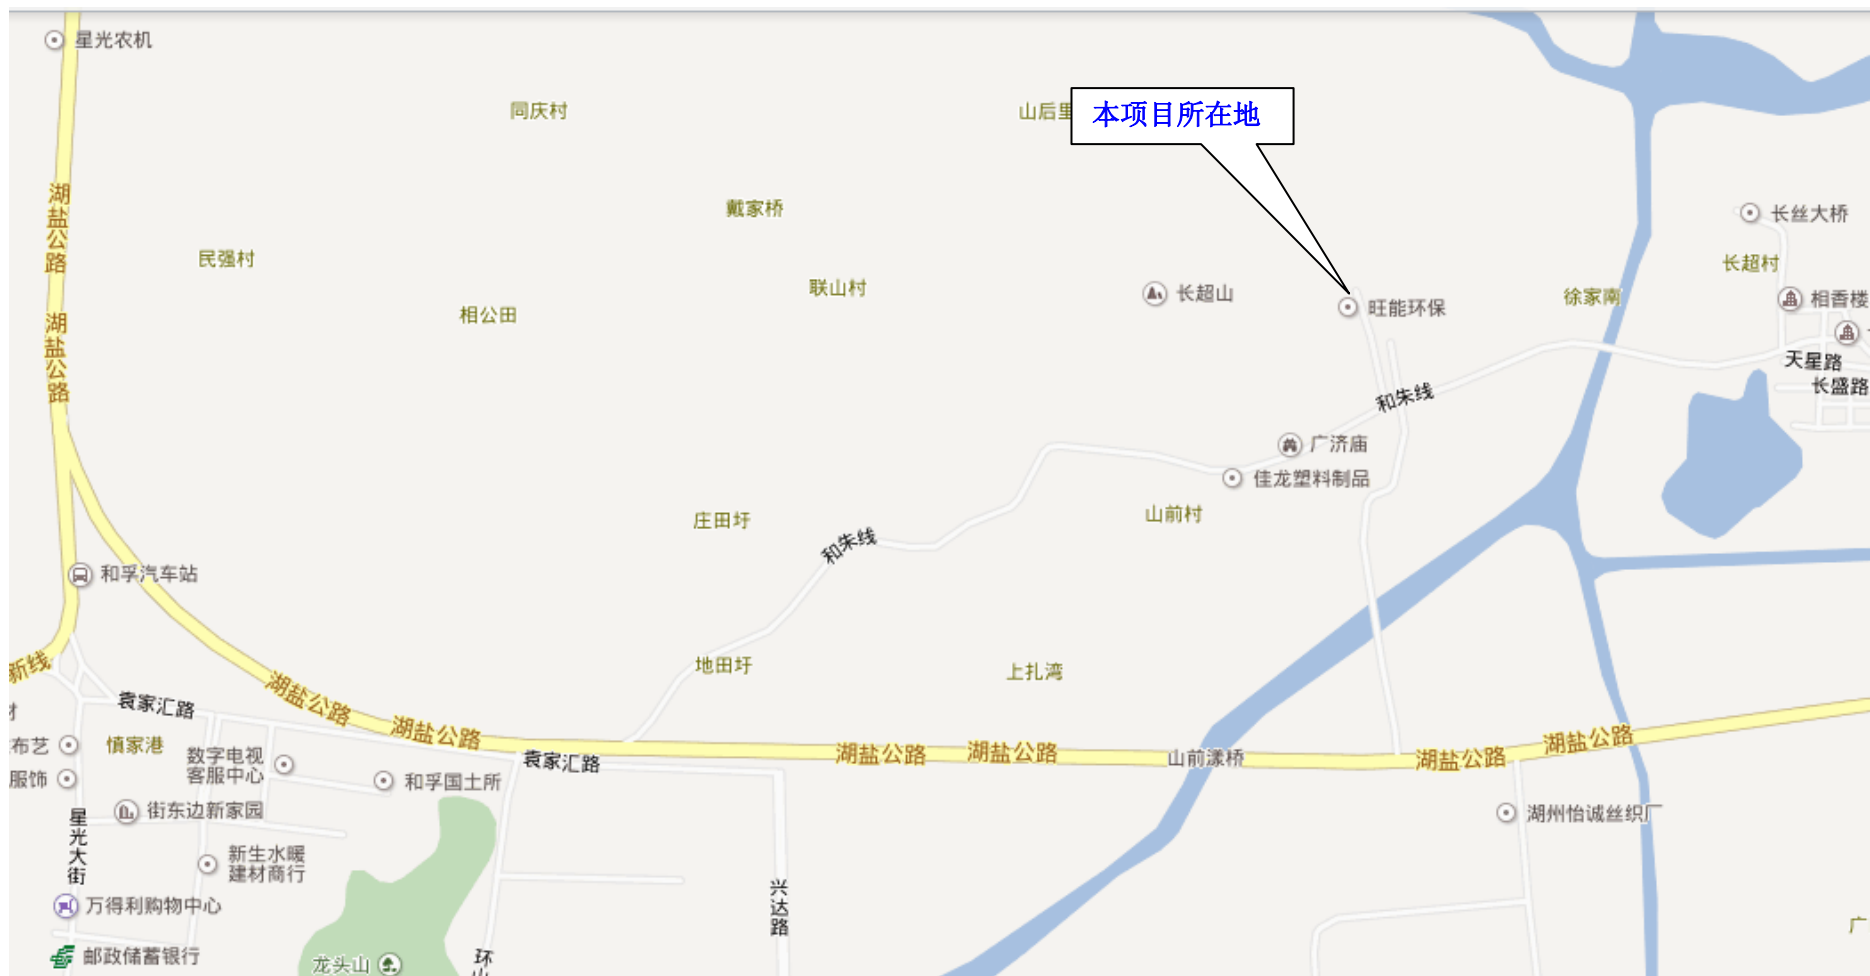 星光农机
同庆村
山后里
本项目所在地
湖盐公路
戴家桥
长丝大桥
民强村
长超村
联山村
长超山
徐家南
相香楼
相公田
旺能环保
湖盐公路
天星路
长盛路
和朱线
广济庙
佳龙塑料制品
庄田圩
山前村
和朱线
和孚汽车站
新线
地田圩
上扎湾
湖盐公路
袁家汇路
湖盐公路
布艺
慎家港
数字电视
客服中心
袁家汇路
湖盐公路
湖盐公路
山前漾桥
湖盐公路
湖盐公路
服饰
和孚国土所
街东边新家园
星光大街
湖州怡诚丝织厂
新生水暖
建材商行
万得利购物中心
兴达路
广
邮政储蓄银行
龙头山
环山